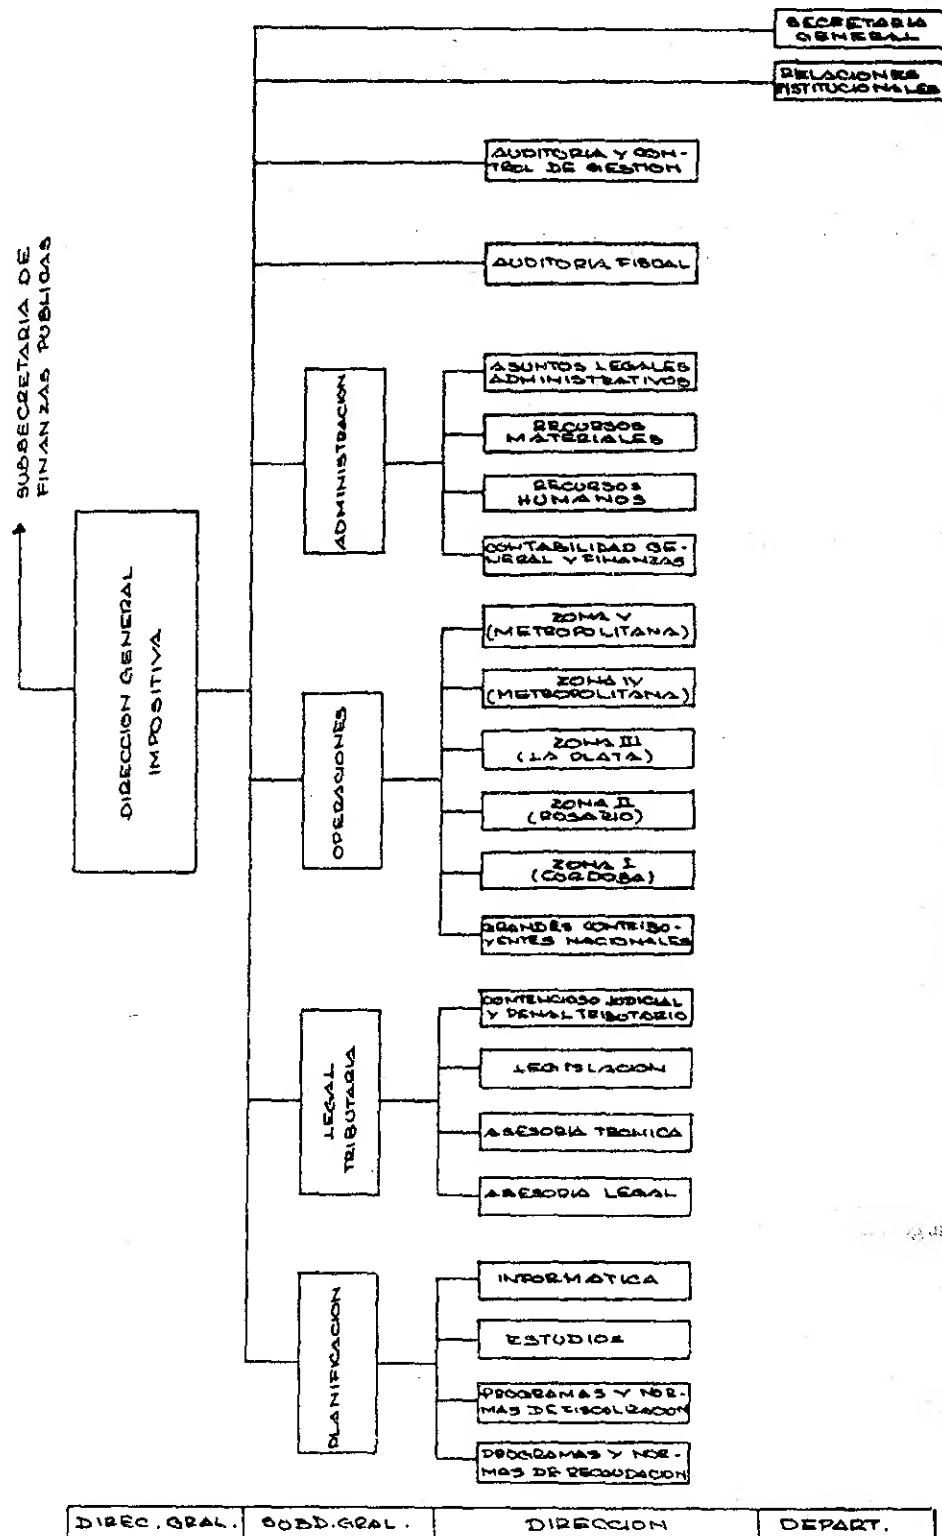 SECRETARIA
GENERAL
RELACIONES
INSTITUCIONALES
AUDITORIA Y CON-
TROL DE GESTION
AUDITORIA FISCAL
SUBSECRETARIA DE
FINANZAS PUBLICAS
DIRECCION GENERAL
IMPOSITIVA
ADMINISTRACION
ASUNTOS LEGALES
ADMINISTRATIVOS
RECURSOS
MATERIALES
RECURSOS
HUMANOS
CONTABILIDAD GE-
NERAL Y FINANZAS
OPERACIONES
ZONA V
(METROPOLITANA)
ZONA IV
(METROPOLITANA)
ZONA III
(LA PLATA)
ZONA II
(ROSARIO)
ZONA I
(CORDOBA)
GRANDES CONTRIBU-
YENTES NACIONALES
LEGAL
TRIBUTARIA
CONTENCIOSO JUDICIAL
Y PENAL TRIBUTARIO
LEGISLACION
ASESORIA TECNICA
ASESORIA LEGAL
PLANIFICACION
INFORMATICA
ESTUDIOS
PROGRAMAS Y NOR-
MAS DE FISCALIZACION
PROGRAMAS Y NOR-
MAS DE RECAUDACION
DIREC. GRAL.
SUBD. GRAL.
DIRECCION
DEPART.